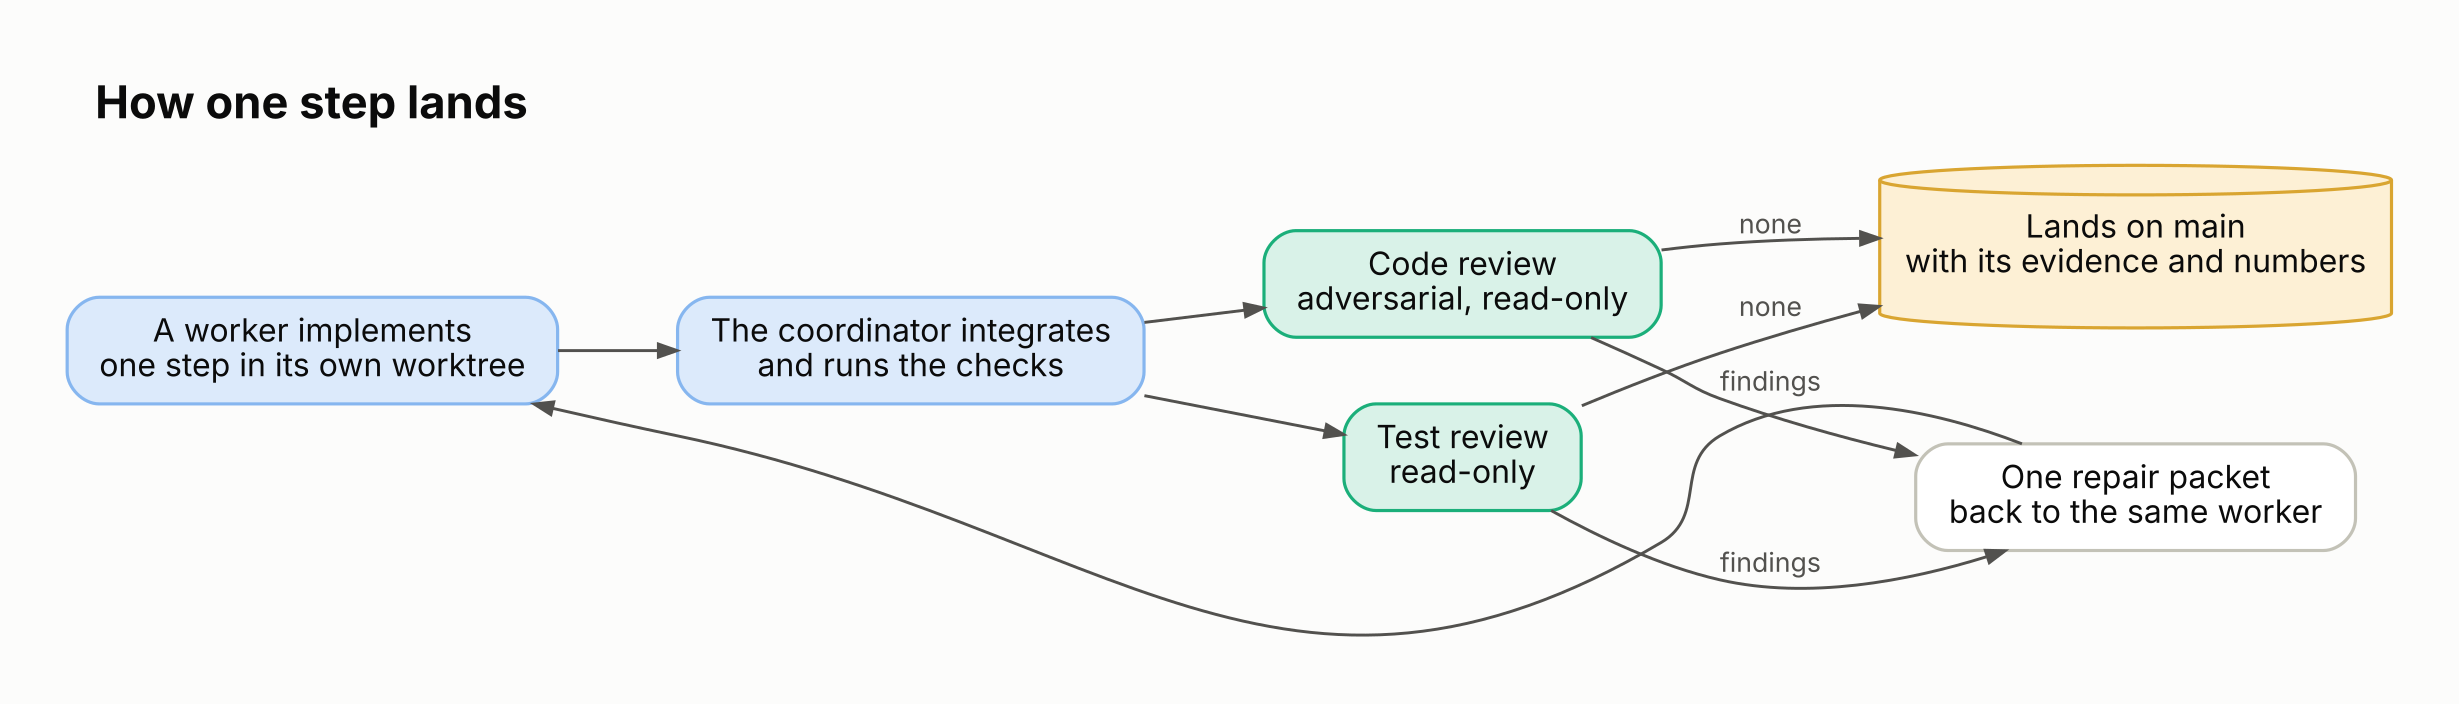 How one step lands
A worker implements
one step in its own worktree
The coordinator integrates
and runs the checks
Code review
adversarial, read-only
Test review
read-only
none
none
findings
findings
Lands on main
with its evidence and numbers
One repair packet
back to the same worker